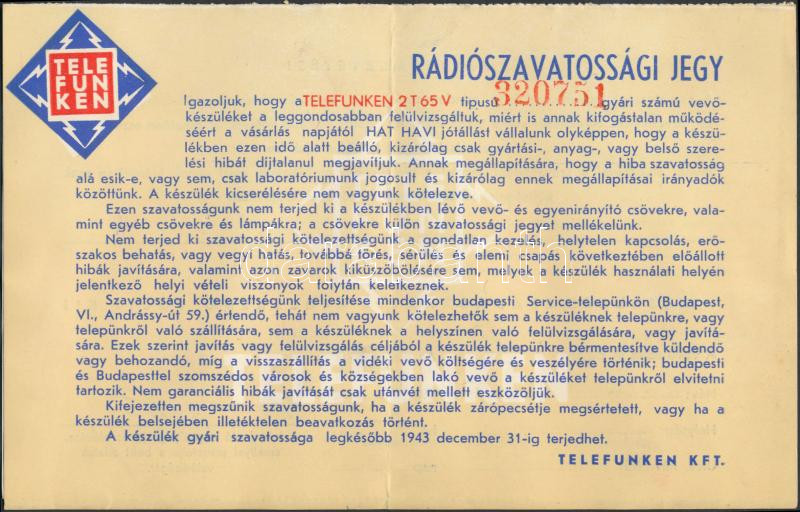 TELE
FUN
KEN
RÁDIÓSZAVATOSSÁGI JEGY
Igazoljuk, hogy a TELEFUNKEN 2 T 65 V tipusú 320751 gyári számú vevő-
készüléket a leggondosabban felülvizsgáltuk, miért is annak kifogástalan működé-
séért a vásárlás napjától HAT HAVI jótállást vállalunk olyképpen, hogy a készü-
lékben ezen idő alatt beálló, kizárólag csak gyártási-, anyag-, vagy belső szere-
lési hibát díjtalanul megjavítjuk. Annak megállapítására, hogy a hiba szavatosság
alá esik-e, vagy sem, csak laboratóriumunk jogosult és kizárólag ennek megállapításai irányadók
közöttünk. A készülék kicserélésére nem vagyunk kötelezve.
Ezen szavatosságunk nem terjed ki a készülékben lévő vevő- és egyenirányító csövekre, vala-
mint egyéb csövekre és lámpákra; a csövekre külön szavatossági jegyet mellékelünk.
Nem terjed ki szavatossági kötelezettségünk a gondatlan kezelés, helytelen kapcsolás, erő-
szakos behatás, vagy vegyi hatás, továbbá törés, sérülés és elemi csapás következtében előállott
hibák javítására, valamint azon zavarok kiküszöbölésére sem, melyek a készülék használati helyén
jelentkező helyi vételi viszonyok folytán keletkeznek.
Szavatossági kötelezettségünk teljesítése mindenkor budapesti Service-telepünkön (Budapest,
VI., Andrássy-út 59.) értendő, tehát nem vagyunk kötelezhetők sem a készüléknek telepünkre, vagy
telepünkről való szállítására, sem a készüléknek a helyszínen való felülvizsgálására, vagy javítá-
sára. Ezek szerint javítás vagy felülvizsgálás céljából a készülék telepünkre bérmentesítve küldendő
vagy behozandó, míg a visszaszállítás a vidéki vevő költségére és veszélyére történik; budapesti
és Budapesttel szomszédos városok és községekben lakó vevő a készüléket telepünkről elvitetni
tartozik. Nem garanciális hibák javítását csak utánvét mellett eszközöljük.
Kifejezetten megszűnik szavatosságunk, ha a készülék zárópecsétje megsértetett, vagy ha a
készülék belsejében illetéktelen beavatkozás történt.
A készülék gyári szavatossága legkésőbb 1943 december 31-ig terjedhet.
TELEFUNKEN KFT.